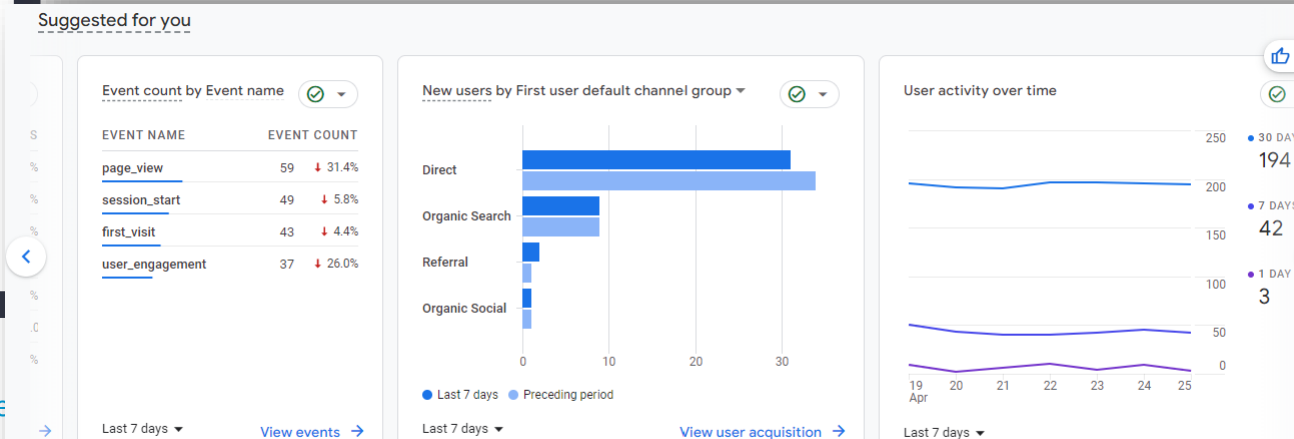 Suggested for you
S
%
%
%
%
%
Event count by Event name
EVENT NAME EVENT COUNT
page_view 59 31.4%
session_start 49 5.8%
first_visit 43 4.4%
user_engagement 37 26.0%
Last 7 days
View events
New users by First user default channel group
Direct
Organic Search
Referral
Organic Social
0 10 20 30
Last 7 days Preceding period
Last 7 days
View user acquisition
User activity over time
250
200
150
100
50
0
19 20 21 22 23 24 25
Apr
30 DAY
194
7 DAYS
42
1 DAY
3
Last 7 days